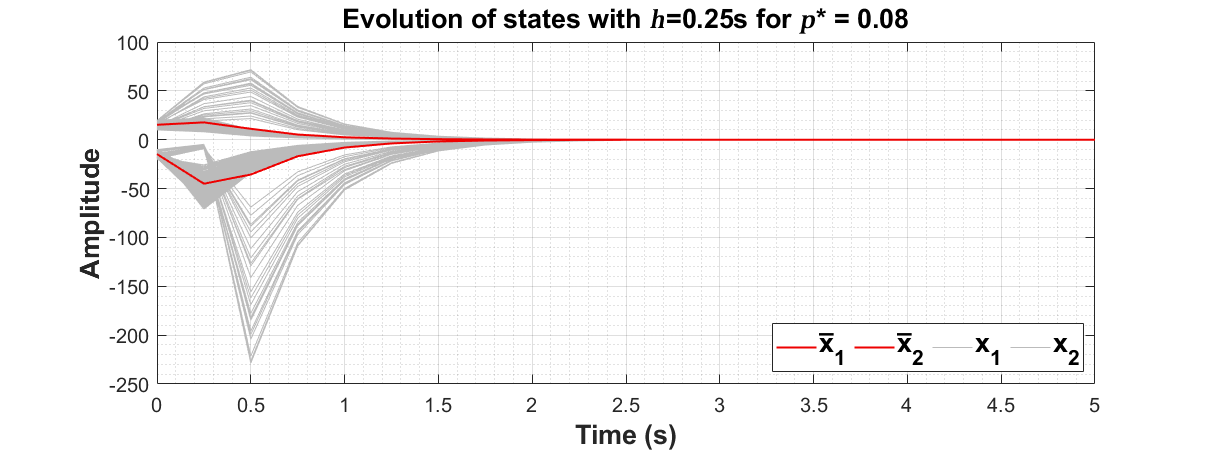 Evolution of states with h=0.25s for p* = 0.08
100
50
0
-50
-100
-150
-200
-250
Amplitude
x̅₁ x̅₂ x₁ x₂
0 0.5 1 1.5 2 2.5 3 3.5 4 4.5 5
Time (s)